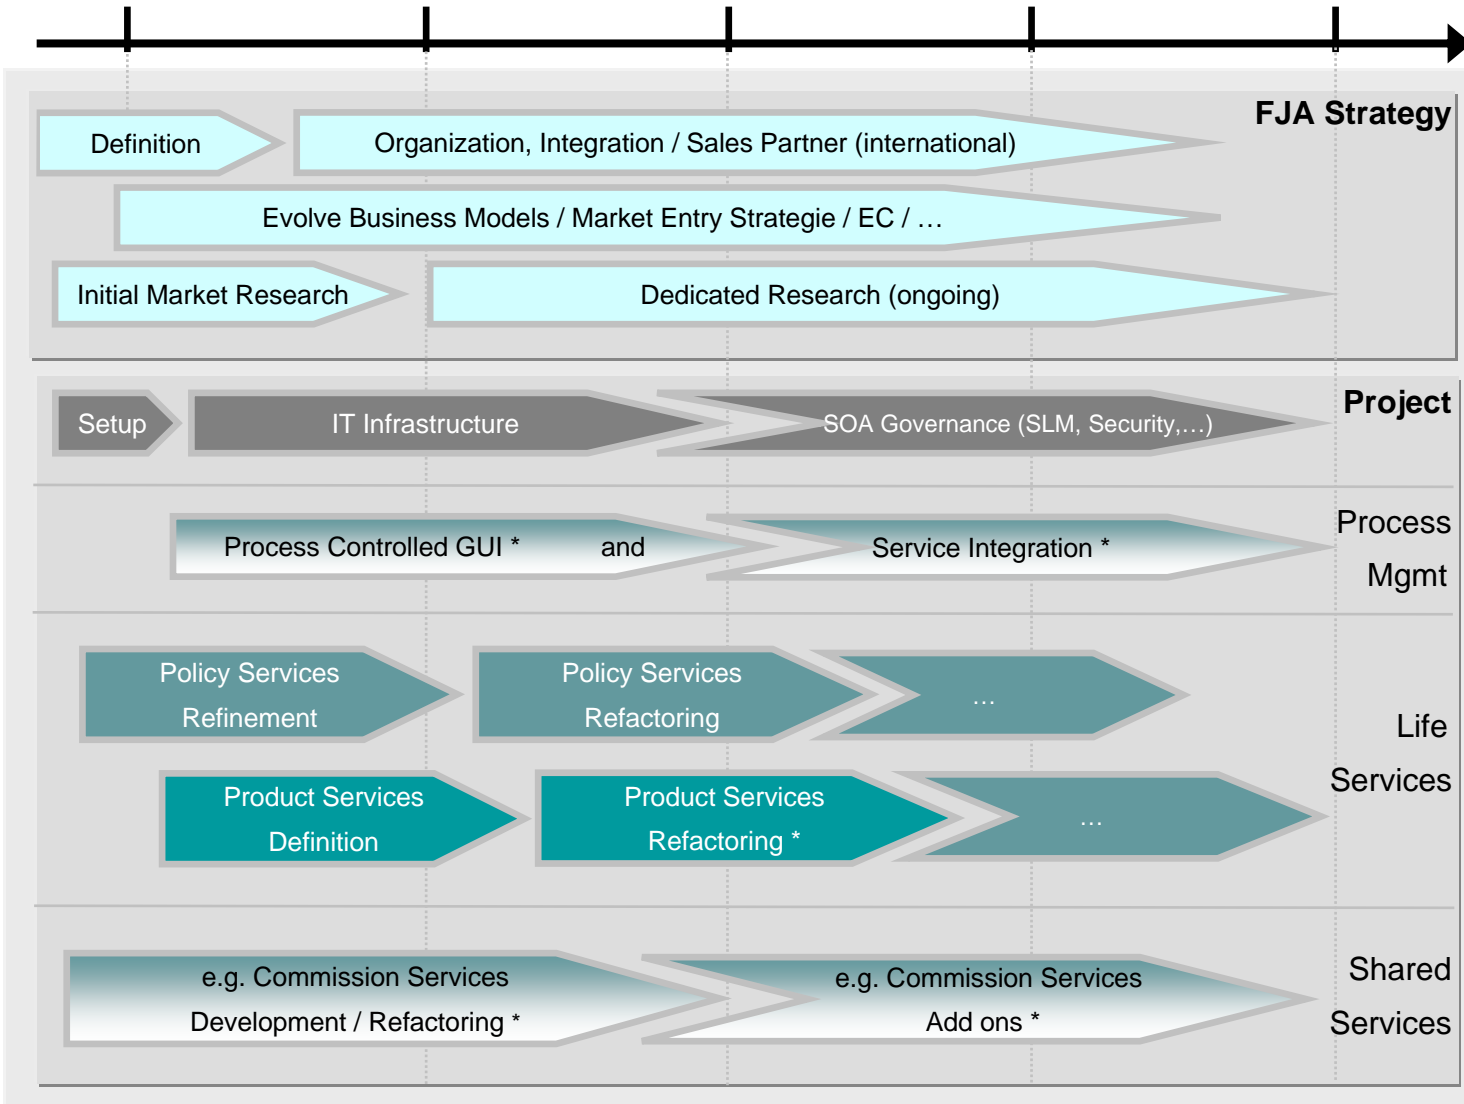 FJA Strategy
Definition
Organization, Integration / Sales Partner (international)
Evolve Business Models / Market Entry Strategie / EC / …
Initial Market Research
Dedicated Research (ongoing)
Project
Setup
IT Infrastructure
SOA Governance (SLM, Security,…)
Process
Mgmt
Process Controlled GUI * and
Service Integration *
Policy Services
Refinement
Policy Services
Refactoring
…
Life
Services
Product Services
Definition
Product Services
Refactoring *
…
Shared
Services
e.g. Commission Services
Development / Refactoring *
e.g. Commission Services
Add ons *